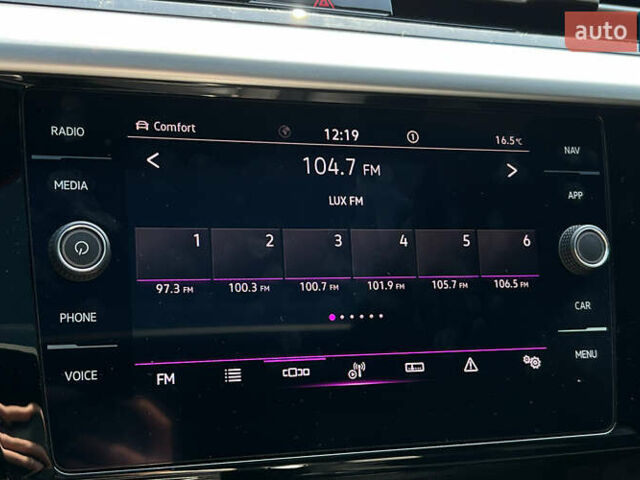 auto
RADIO
MEDIA
PHONE
VOICE
Comfort
12:19
1
16.5°C
104.7 FM
LUX FM
1 2 3 4 5 6
97.3 FM 100.3 FM 100.7 FM 101.9 FM 105.7 FM 106.5 FM
FM
NAV
APP
CAR
MENU